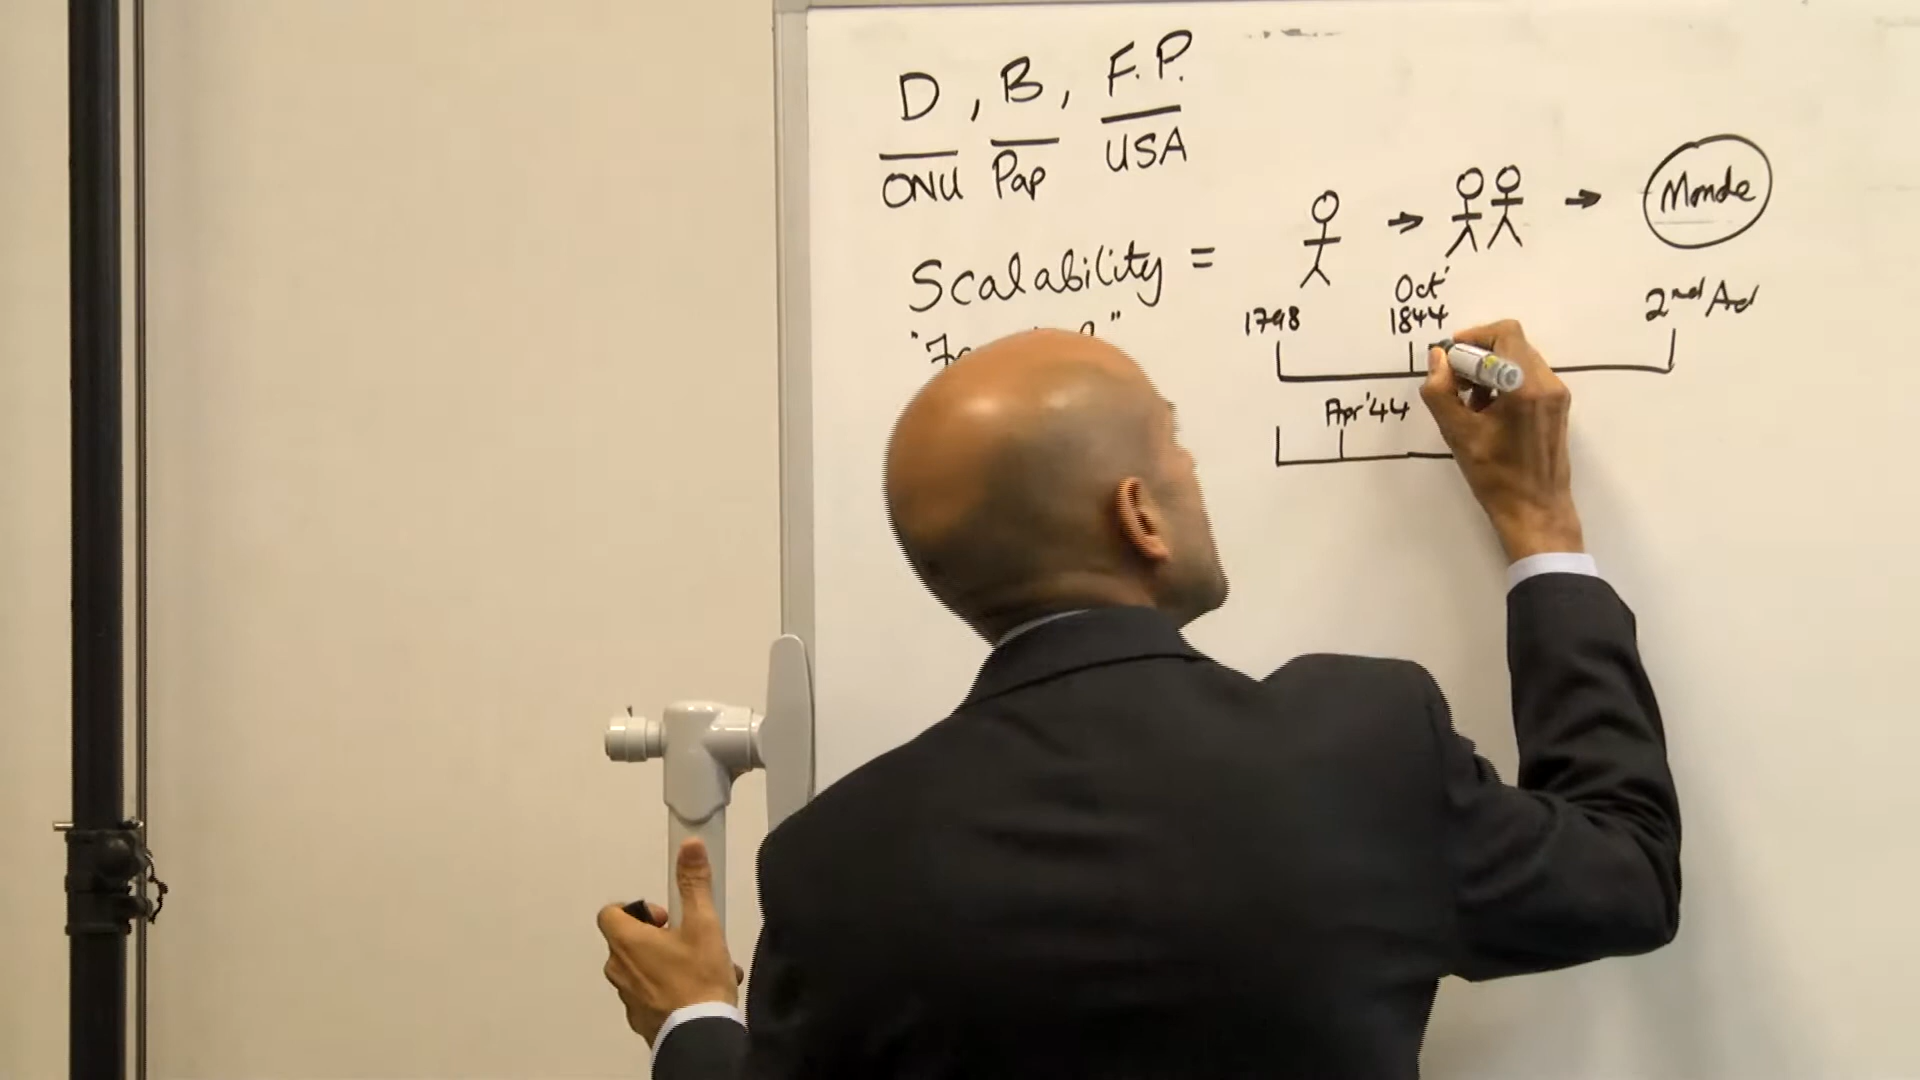 D, B, F.P.
ONU Pap USA
Monde
Scalability =
Oct'
1798 1844 2nd Ad
Apr'44